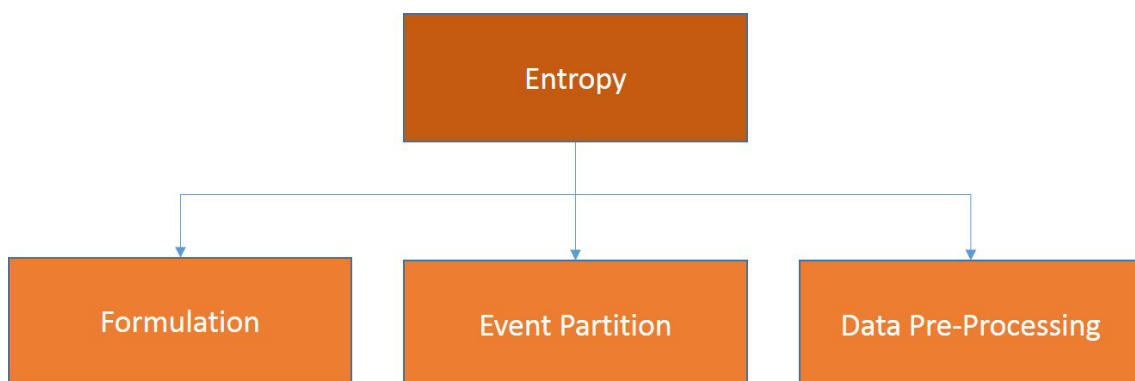 Entropy
Formulation
Event Partition
Data Pre-Processing